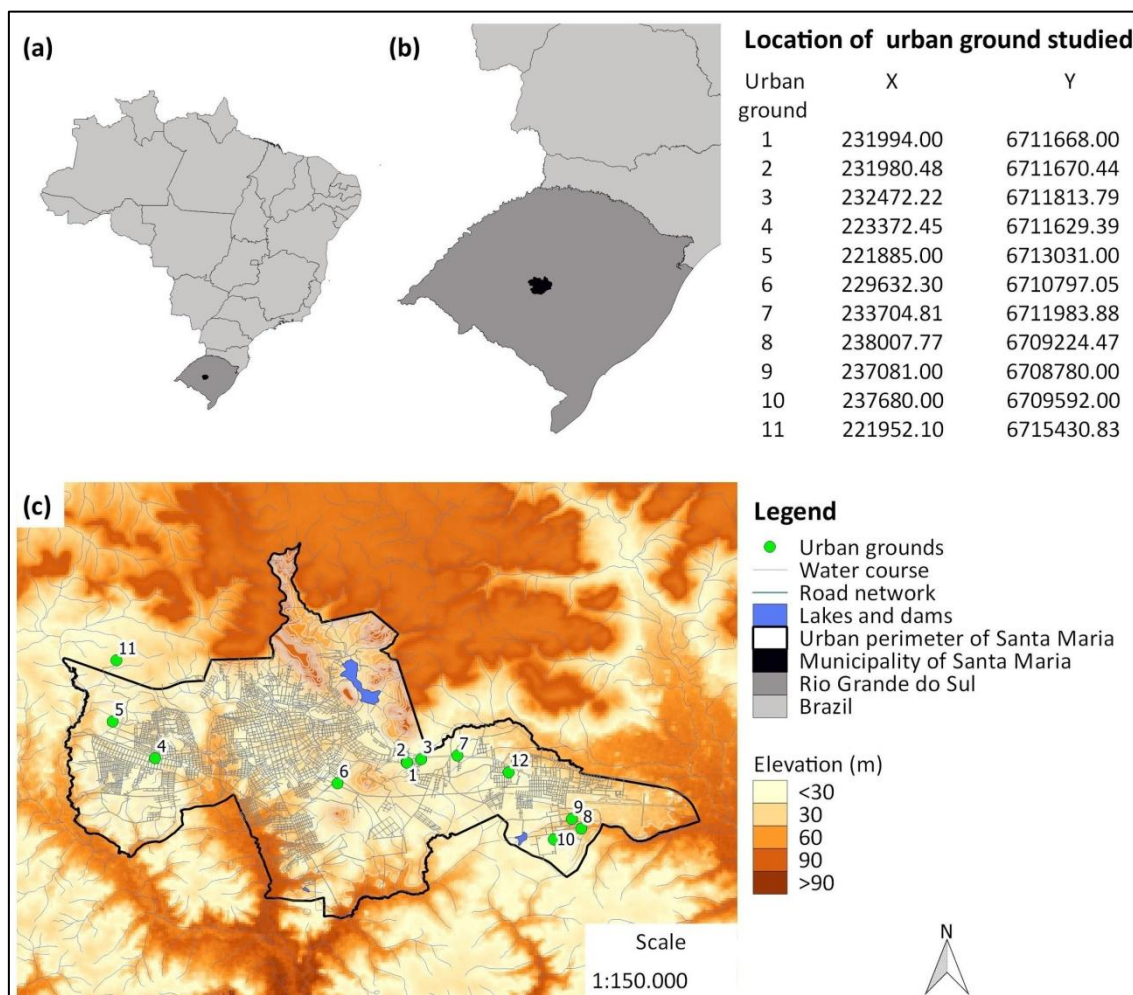 (a)
(b)
Location of urban ground studied
Urban ground X Y
1 231994.00 6711668.00
2 231980.48 6711670.44
3 232472.22 6711813.79
4 223372.45 6711629.39
5 221885.00 6713031.00
6 229632.30 6710797.05
7 233704.81 6711983.88
8 238007.77 6709224.47
9 237081.00 6708780.00
10 237680.00 6709592.00
11 221952.10 6715430.83
(c)
11
5
4
6
2
1
3
7
12
9
8
10
Scale
1:150.000
Legend
Urban grounds
Water course
Road network
Lakes and dams
Urban perimeter of Santa Maria
Municipality of Santa Maria
Rio Grande do Sul
Brazil
Elevation (m)
<30
30
60
90
>90
N